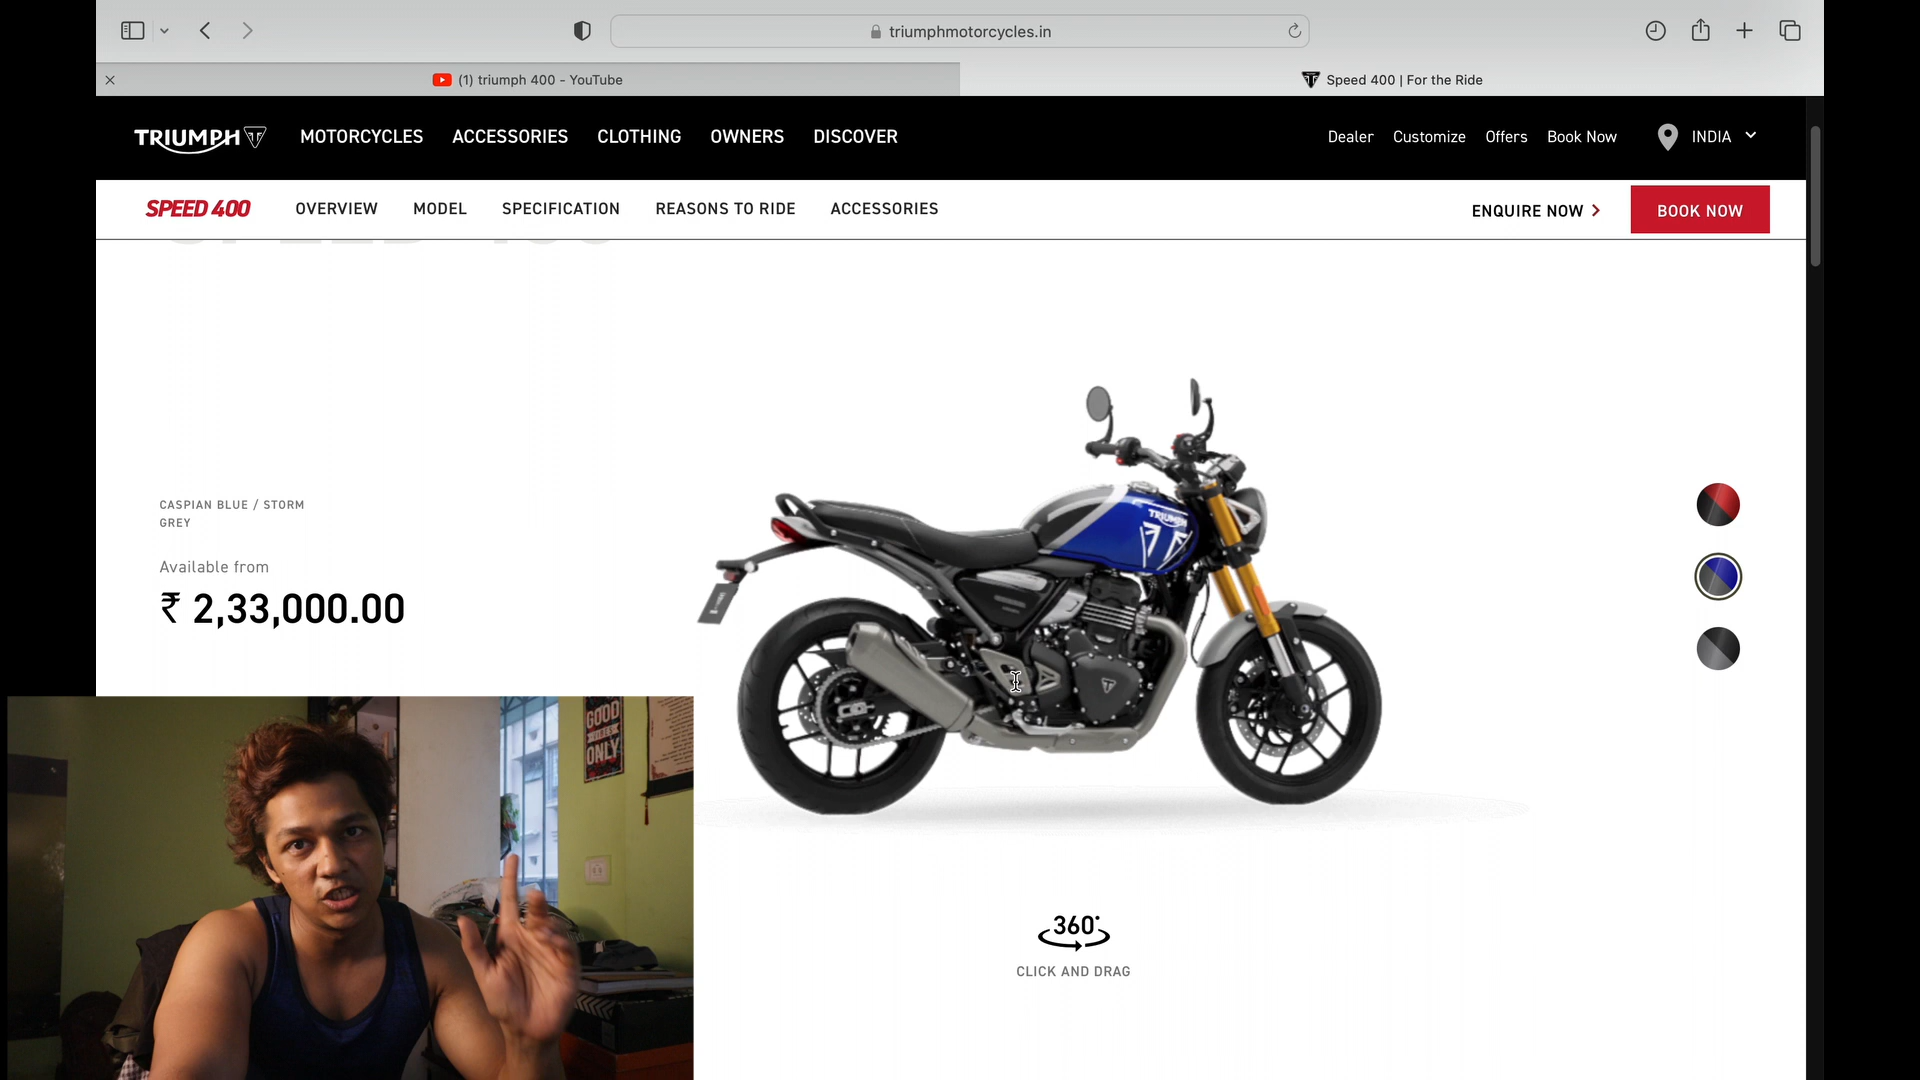 triumphmotorcycles.in
(1) triumph 400 - YouTube
Speed 400 | For the Ride
TRIUMPH
MOTORCYCLES
ACCESSORIES
CLOTHING
OWNERS
DISCOVER
Dealer
Customize
Offers
Book Now
INDIA
SPEED 400
OVERVIEW
MODEL
SPECIFICATION
REASONS TO RIDE
ACCESSORIES
ENQUIRE NOW
BOOK NOW
CASPIAN BLUE / STORM
GREY
Available from
₹ 2,33,000.00
TRIUMPH
360°
CLICK AND DRAG
GOOD
VIBES
ONLY